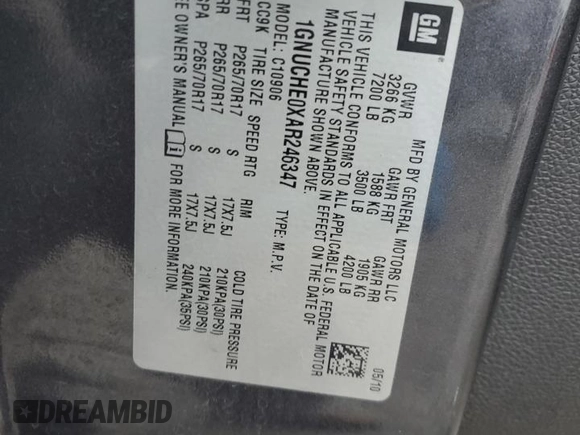 GM
®
MFD BY GENERAL MOTORS LLC 05/10
GVWR GAWR FRT GAWR RR
3266 KG 1588 KG 1905 KG
7200 LB 3500 LB 4200 LB
THIS VEHICLE CONFORMS TO ALL APPLICABLE U.S. FEDERAL MOTOR
VEHICLE SAFETY STANDARDS IN EFFECT ON THE DATE OF
MANUFACTURE SHOWN ABOVE.
1GNUCHE0XAR246347 TYPE: M.P.V.
MODEL: C10906
CC9K TIRE SIZE SPEED RTG RIM COLD TIRE PRESSURE
FRT P265/70R17 S 17X7.5J 210KPA(30PSI)
RR P265/70R17 S 17X7.5J 210KPA(30PSI)
SPA P265/70R17 S 17X7.5J 240KPA(35PSI)
OWNER'S MANUAL i FOR MORE INFORMATION.
DREAMBID